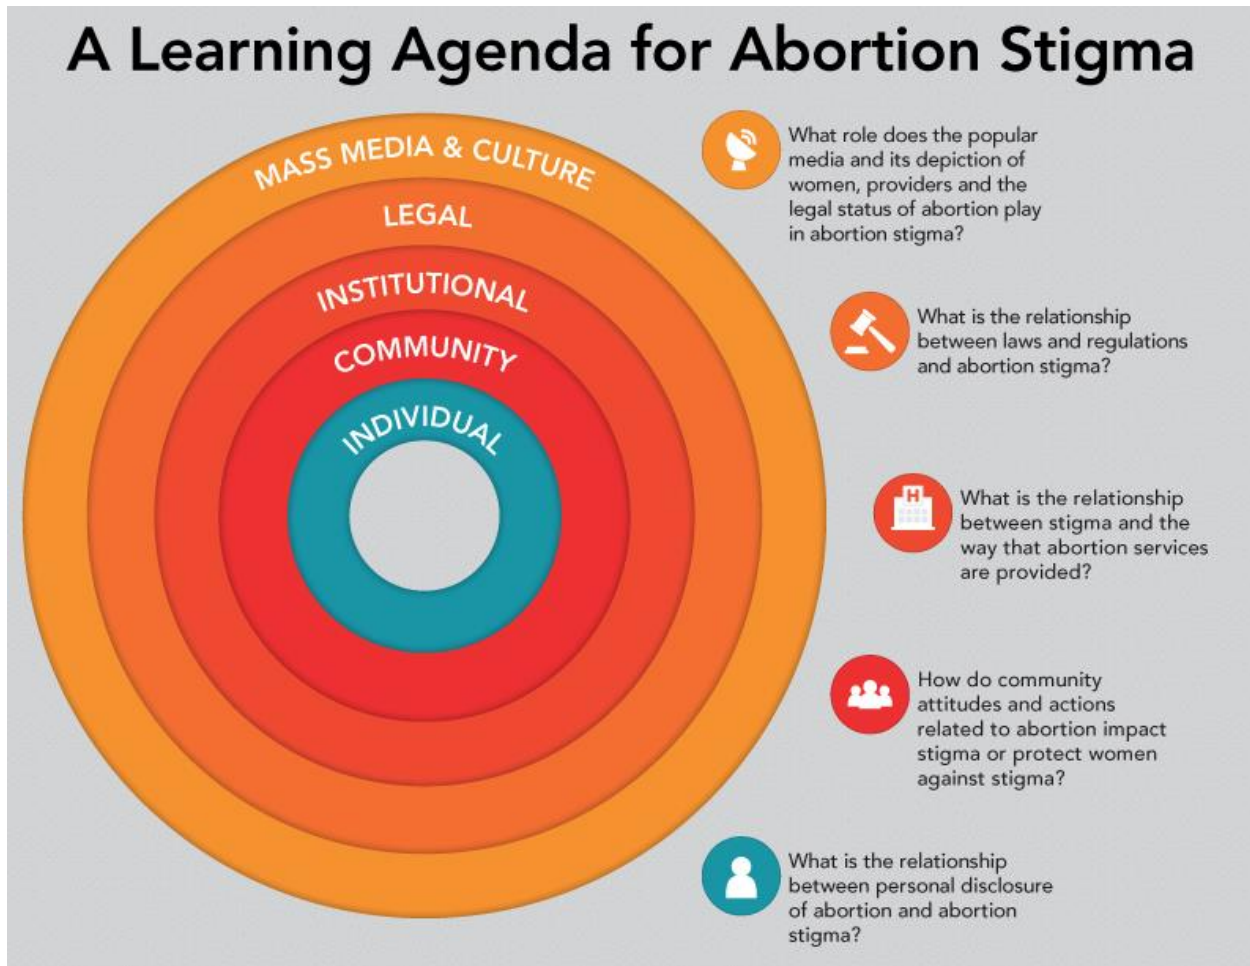 A Learning Agenda for Abortion Stigma
MASS MEDIA & CULTURE
LEGAL
INSTITUTIONAL
COMMUNITY
INDIVIDUAL
What role does the popular
media and its depiction of
women, providers and the
legal status of abortion play
in abortion stigma?
What is the relationship
between laws and regulations
and abortion stigma?
H
What is the relationship
between stigma and the
way that abortion services
are provided?
How do community
attitudes and actions
related to abortion impact
stigma or protect women
against stigma?
What is the relationship
between personal disclosure
of abortion and abortion
stigma?